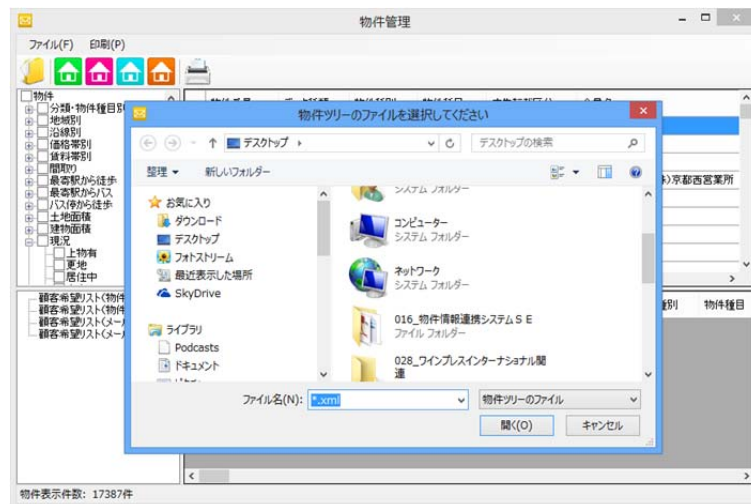 物件管理
ファイル(F) 印刷(P)
物件
分類・物件種目別
地域別
沿線別
価格帯別
賃料帯別
間取り
最寄駅から徒歩
最寄駅からバス
バス停から徒歩
土地面積
建物面積
現況
上物有
更地
居住中
物件ツリーのファイルを選択してください
デスクトップ
デスクトップの検索
整理 新しいフォルダー
お気に入り
ダウンロード
デスクトップ
フォトストリーム
最近表示した場所
SkyDrive
ライブラリ
Podcasts
ドキュメント
システム フォルダー
コンピューター
システム フォルダー
ネットワーク
システム フォルダー
016_物件情報連携システムＳＥ
ファイル フォルダー
028_ワインプレスインターナショナル関
連
ファイル名(N): *.xml
物件ツリーのファイル
開く(O) キャンセル
京都西営業所
顧客希望リスト(物件
顧客希望リスト(物件
顧客希望リスト(メー
顧客希望リスト(メー
種別 物件種目
物件表示件数: 17387件